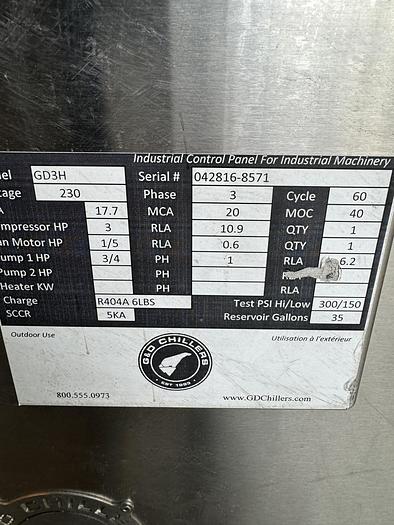 Industrial Control Panel For Industrial Machinery
el GD3H Serial # 042816-8571
tage 230 Phase 3 Cycle 60
A 17.7 MCA 20 MOC 40
mpressor HP 3 RLA 10.9 QTY 1
an Motor HP 1/5 RLA 0.6 QTY 1
Pump 1 HP 3/4 PH 1 RLA 6.2
Pump 2 HP PH
Heater KW PH RLA
Charge R404A 6LBS Test PSI Hi/Low 300/150
SCCR 5KA Reservoir Gallons 35
Outdoor Use Utilisation à l'extérieur
G&D CHILLERS
EST 1993
800.555.0973 www.GDChillers.com